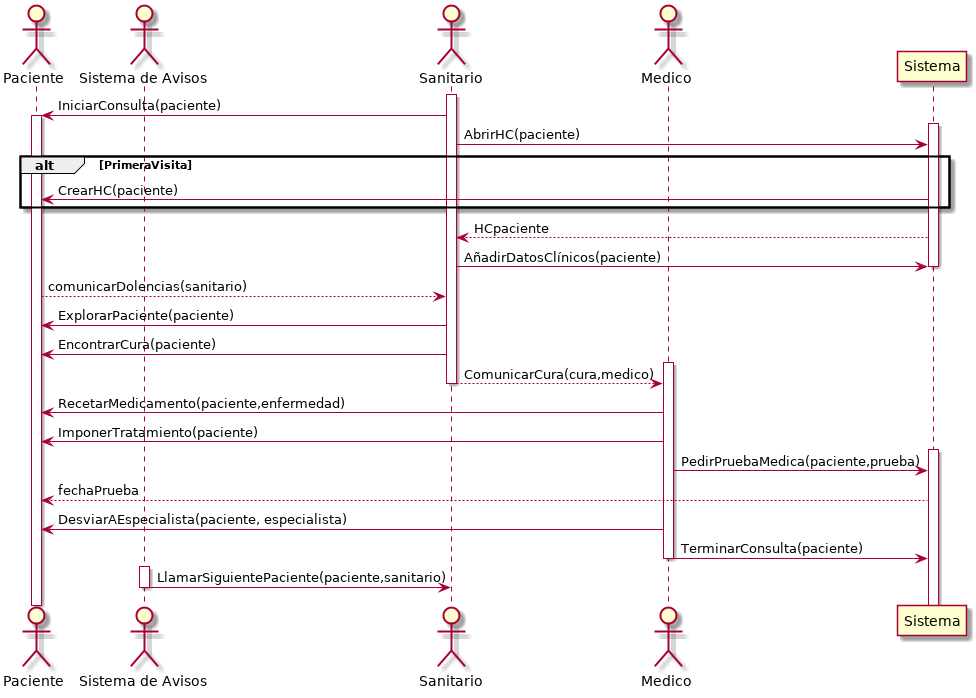 Paciente
Sistema de Avisos
Sanitario
Medico
Sistema
IniciarConsulta(paciente)
AbrirHC(paciente)
alt [PrimeraVisita]
CrearHC(paciente)
HCpaciente
AñadirDatosClínicos(paciente)
comunicarDolencias(sanitario)
ExplorarPaciente(paciente)
EncontrarCura(paciente)
ComunicarCura(cura,medico)
RecetarMedicamento(paciente,enfermedad)
ImponerTratamiento(paciente)
PedirPruebaMedica(paciente,prueba)
fechaPrueba
DesviarAEspecialista(paciente, especialista)
TerminarConsulta(paciente)
LlamarSiguientePaciente(paciente,sanitario)
Paciente
Sistema de Avisos
Sanitario
Medico
Sistema